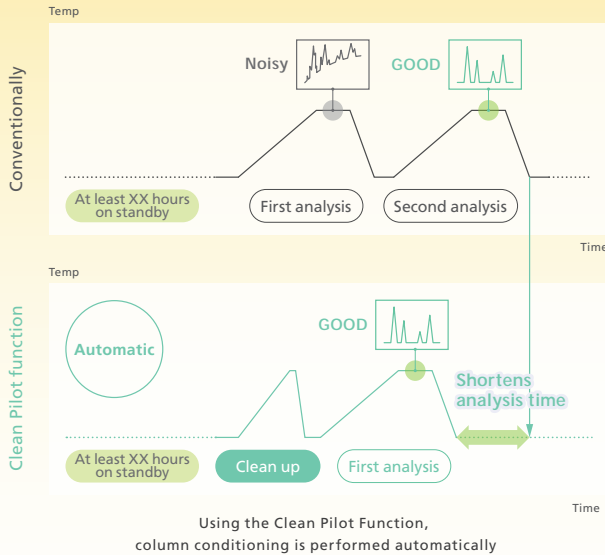 Temp
Conventionally
Noisy
GOOD
At least XX hours
on standby
First analysis
Second analysis
Time
Temp
Clean Pilot function
Automatic
GOOD
Shortens
analysis time
At least XX hours
on standby
Clean up
First analysis
Time
Using the Clean Pilot Function,
column conditioning is performed automatically